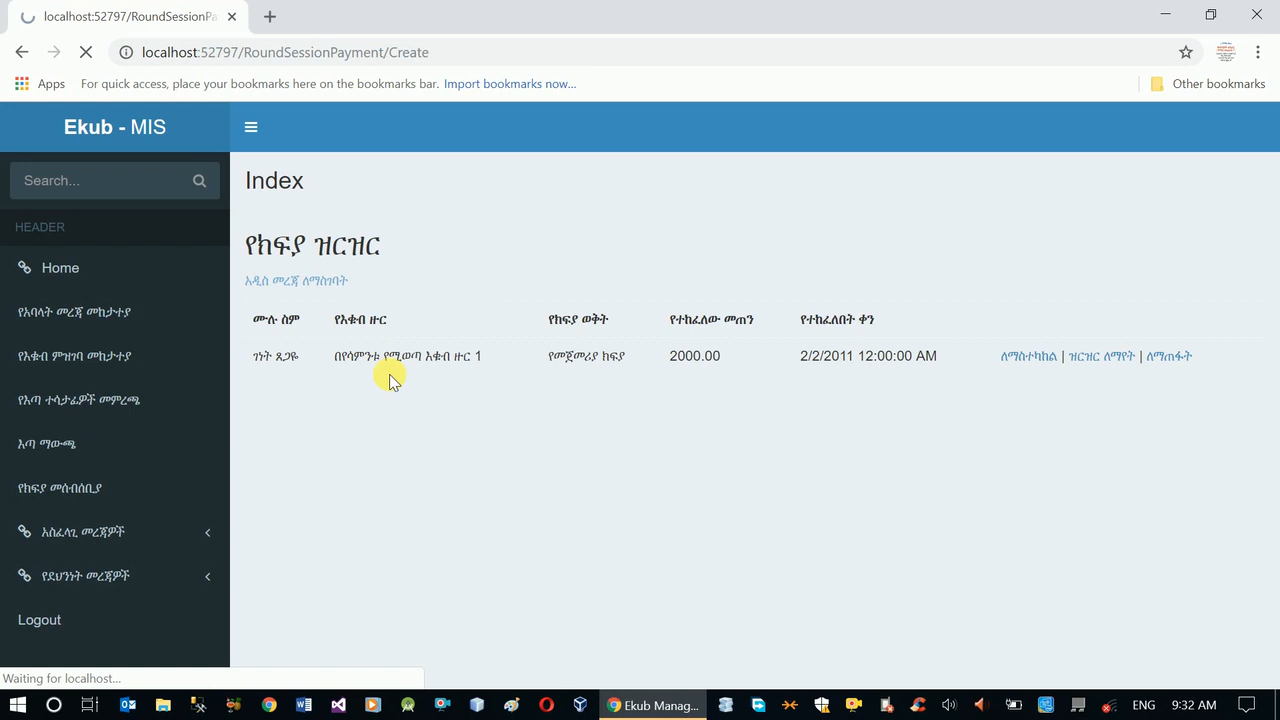 localhost:52797/RoundSessionPa
localhost:52797/RoundSessionPayment/Create
Apps For quick access, place your bookmarks here on the bookmarks bar. Import bookmarks now... Other bookmarks
Ekub - MIS
Search...
HEADER
Home
የአባላት መረጃ መከታተያ
የእቁብ ምዝገባ መከታተያ
የእጣ ተሳታፊዎች መምረጫ
እጣ ማውጫ
የክፍያ መሰብሰቢያ
አስፈላጊ መረጃዎች
የደህንነት መረጃዎች
Logout
Index
የክፍያ ዝርዝር
አዲስ መረጃ ለማስገባት
ሙሉ ስም የእቁብ ዙር የክፍያ ወቅት የተከፈለው መጠን የተከፈለበት ቀን
ገነት ጸጋዬ በየሳምንቱ የሚወጣ እቁብ ዙር 1 የመጀመሪያ ክፍያ 2000.00 2/2/2011 12:00:00 AM ለማስተካከል | ዝርዝር ለማየት | ለማጠፋት
Waiting for localhost...
Ekub Manag... ENG 9:32 AM